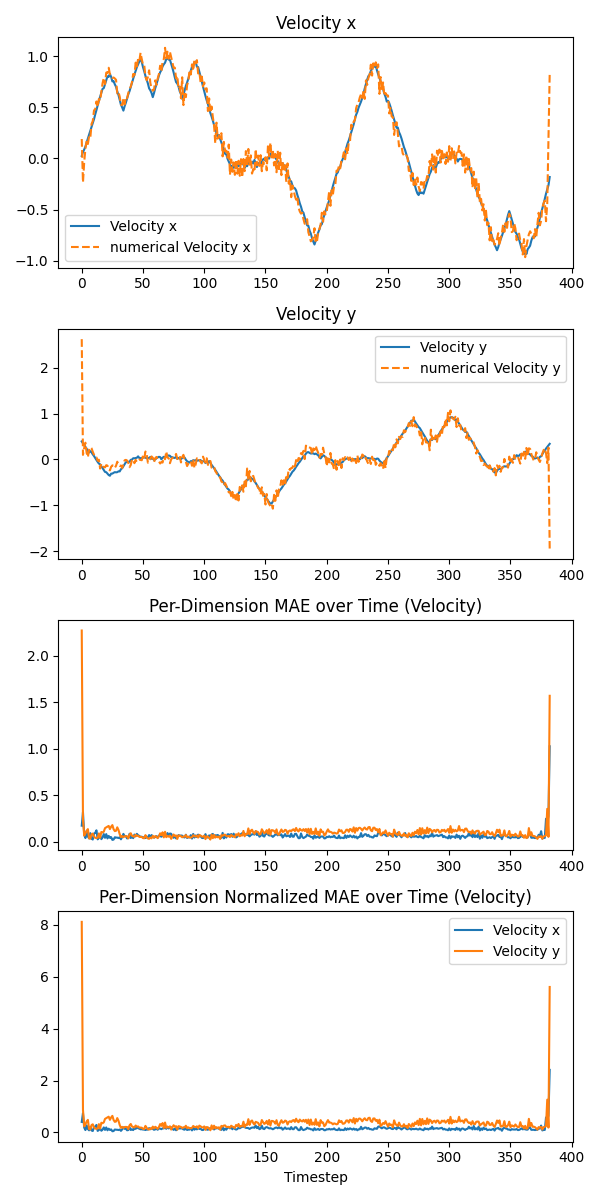 Velocity x
1.0
0.5
0.0
−0.5
−1.0
Velocity x
numerical Velocity x
0 50 100 150 200 250 300 350 400
Velocity y
2
1
0
−1
−2
Velocity y
numerical Velocity y
0 50 100 150 200 250 300 350 400
Per-Dimension MAE over Time (Velocity)
2.0
1.5
1.0
0.5
0.0
0 50 100 150 200 250 300 350 400
Per-Dimension Normalized MAE over Time (Velocity)
8
6
4
2
0
Velocity x
Velocity y
0 50 100 150 200 250 300 350 400
Timestep